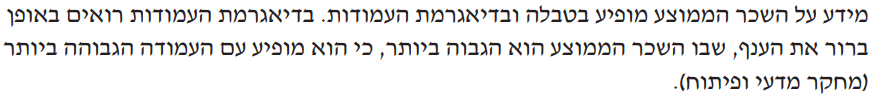 מידע על השכר הממוצע מופיע בטבלה ובדיאגרמת העמודות. בדיאגרמת העמודות רואים באופן
ברור את הענף, שבו השכר הממוצע הוא הגבוה ביותר, כי הוא מופיע עם העמודה הגבוהה ביותר
(מחקר מדעי ופיתוח).